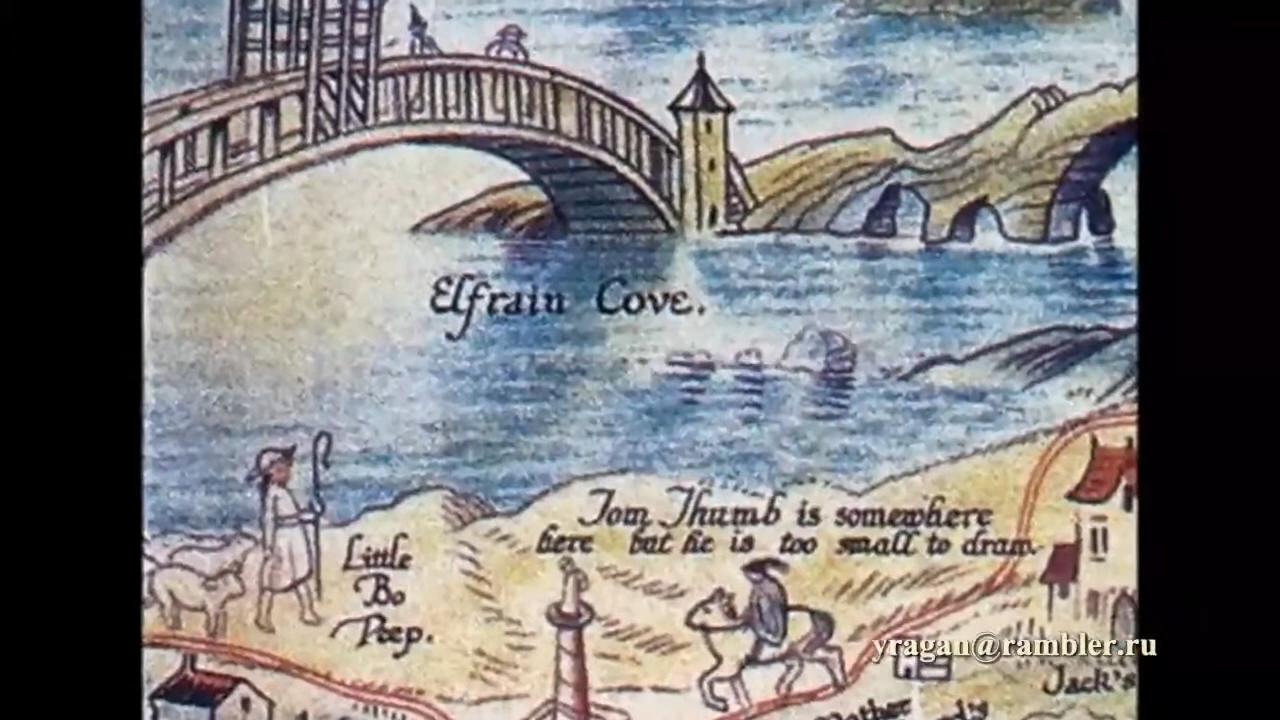 Elfrain Cove.
Tom Thumb is somewhere
here but he is too small to draw.
Little
Bo
Peep.
yragan@rambler.ru
Jack's